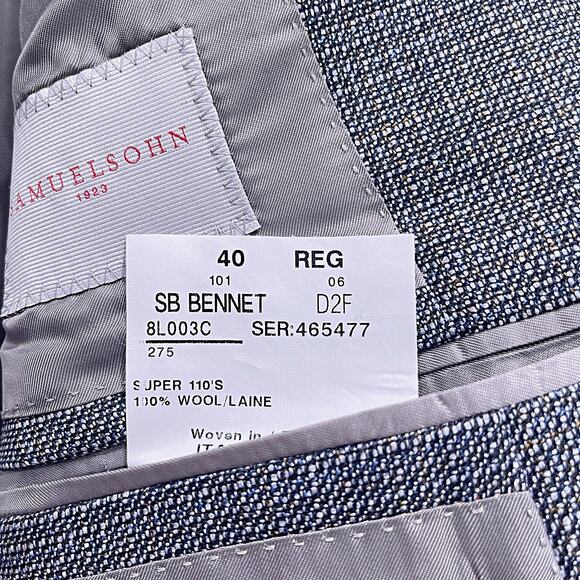 SAMUELSOHN
1923
40 REG
101 06
SB BENNET D2F
8L003C SER:465477
275
SUPER 110'S
100% WOOL/LAINE
Woven in /